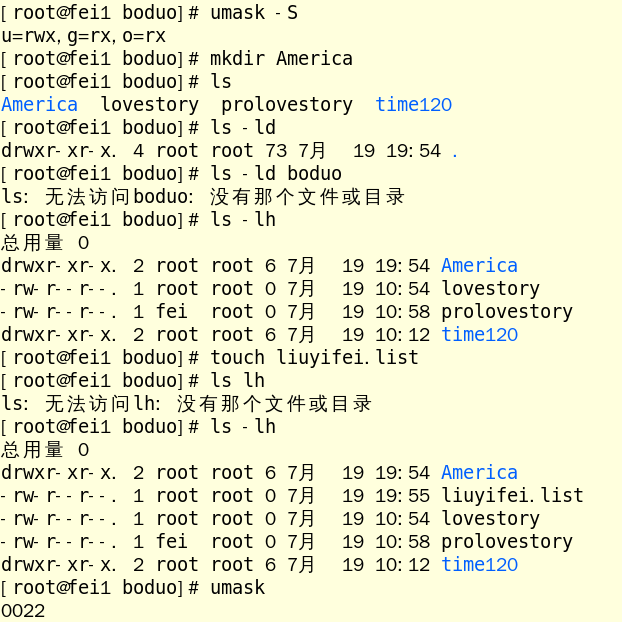 [root@fei1 boduo]# umask -S
u=rwx,g=rx,o=rx
[root@fei1 boduo]# mkdir America
[root@fei1 boduo]# ls
America  lovestory  prolovestory  time120
[root@fei1 boduo]# ls -ld
drwxr-xr-x. 4 root root 73 7月  19 19:54 .
[root@fei1 boduo]# ls -ld boduo
ls: 无法访问boduo: 没有那个文件或目录
[root@fei1 boduo]# ls -lh
总用量 0
drwxr-xr-x. 2 root root 6 7月  19 19:54 America
-rw-r--r--. 1 root root 0 7月  19 10:54 lovestory
-rw-r--r--. 1 fei  root 0 7月  19 10:58 prolovestory
drwxr-xr-x. 2 root root 6 7月  19 10:12 time120
[root@fei1 boduo]# touch liuyifei.list
[root@fei1 boduo]# ls lh
ls: 无法访问lh: 没有那个文件或目录
[root@fei1 boduo]# ls -lh
总用量 0
drwxr-xr-x. 2 root root 6 7月  19 19:54 America
-rw-r--r--. 1 root root 0 7月  19 19:55 liuyifei.list
-rw-r--r--. 1 root root 0 7月  19 10:54 lovestory
-rw-r--r--. 1 fei  root 0 7月  19 10:58 prolovestory
drwxr-xr-x. 2 root root 6 7月  19 10:12 time120
[root@fei1 boduo]# umask
0022